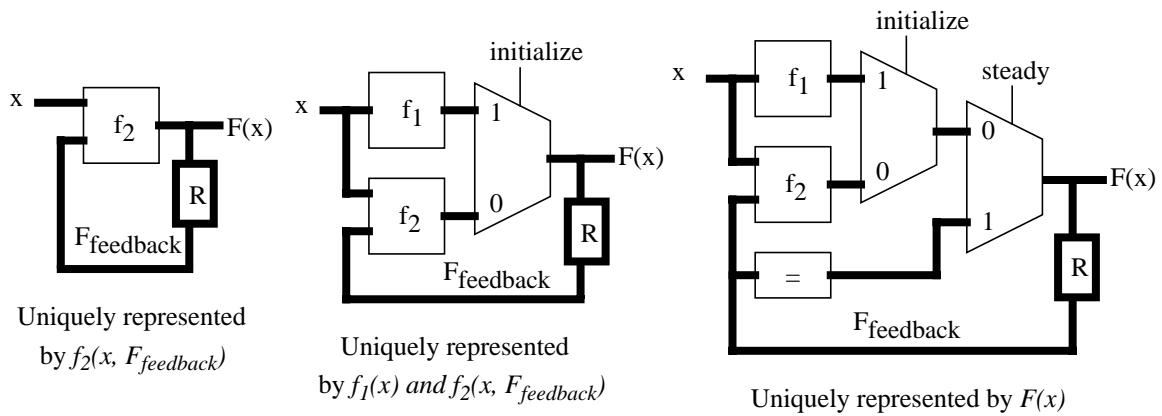 x
f2
F(x)
R
Ffeedback
Uniquely represented
by f2(x, Ffeedback)
initialize
x
f1
1
f2
0
F(x)
R
Ffeedback
Uniquely represented
by f1(x) and f2(x, Ffeedback)
initialize
steady
x
f1
1
0
f2
0
F(x)
1
=
R
Ffeedback
Uniquely represented by F(x)